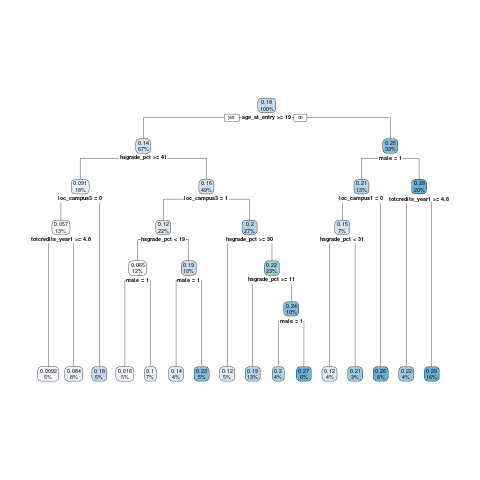 0.18
100%
yes age_at_entry >= 19 no
0.14
67%
0.25
33%
hsgrade_pct >= 41
male = 1
0.091
18%
0.16
49%
0.21
13%
0.28
20%
loc_campus3 = 0
loc_campus3 = 1
loc_campus1 = 0
totcredits_year1 >= 4.8
0.057
13%
0.12
22%
0.2
27%
0.15
7%
totcredits_year1 >= 4.8
hsgrade_pct < 19
hsgrade_pct >= 30
hsgrade_pct < 31
0.065
12%
0.19
10%
0.22
23%
male = 1
male = 1
hsgrade_pct >= 11
0.24
10%
male = 1
0.0092 0.084 0.18 0.016 0.1 0.14 0.23 0.12 0.19 0.2 0.27 0.12 0.21 0.26 0.22 0.29
5% 8% 5% 5% 7% 4% 5% 5% 13% 4% 6% 4% 3% 6% 4% 16%